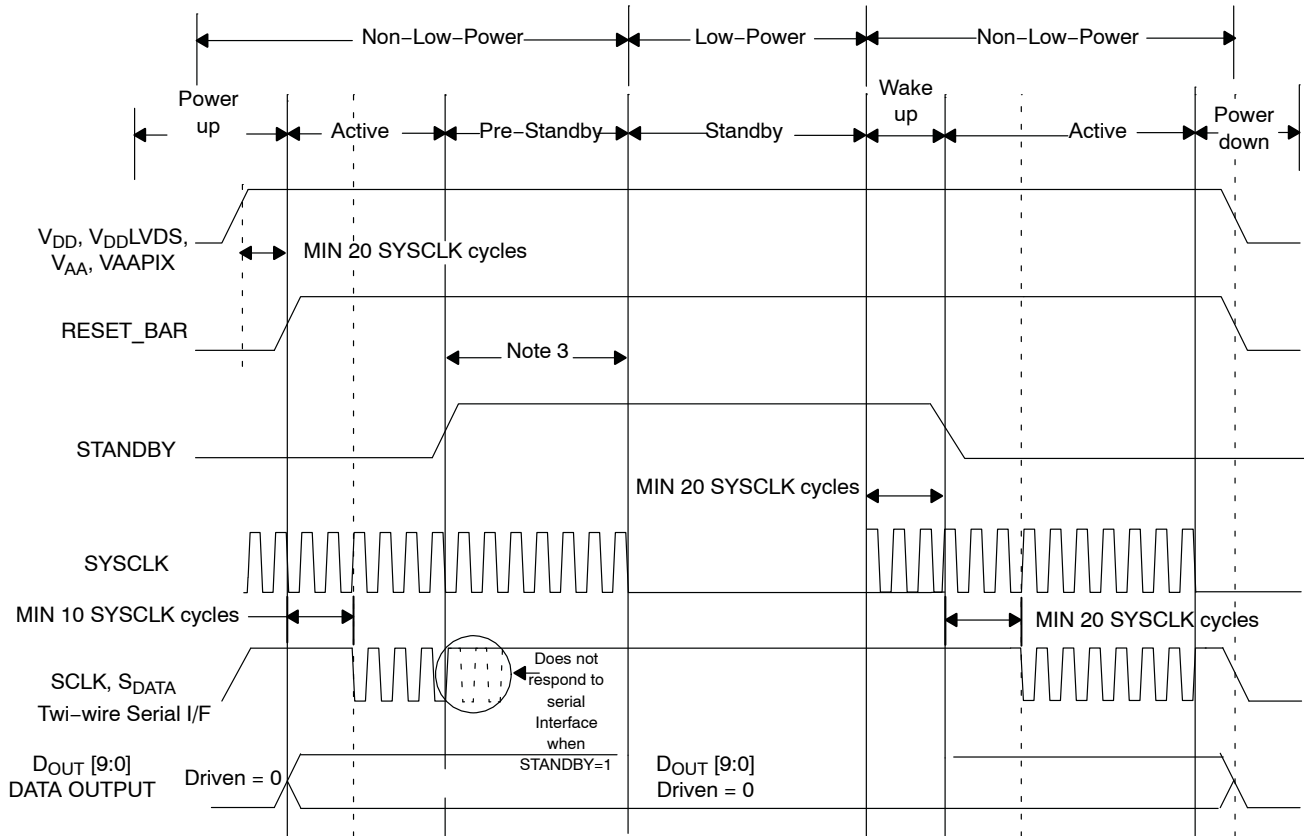 Non−Low−Power
Low−Power
Non−Low−Power
Power
up
Active
Pre−Standby
Standby
Wake
up
Active
Power
down
VDD, VDDLVDS,
VAA, VAAPIX
MIN 20 SYSCLK cycles
RESET_BAR
Note 3
STANDBY
MIN 20 SYSCLK cycles
SYSCLK
MIN 10 SYSCLK cycles
MIN 20 SYSCLK cycles
SCLK, SDATA
Twi−wire Serial I/F
Does not
respond to
serial
Interface
when
STANDBY=1
DOUT [9:0]
DATA OUTPUT
Driven = 0
DOUT [9:0]
Driven = 0